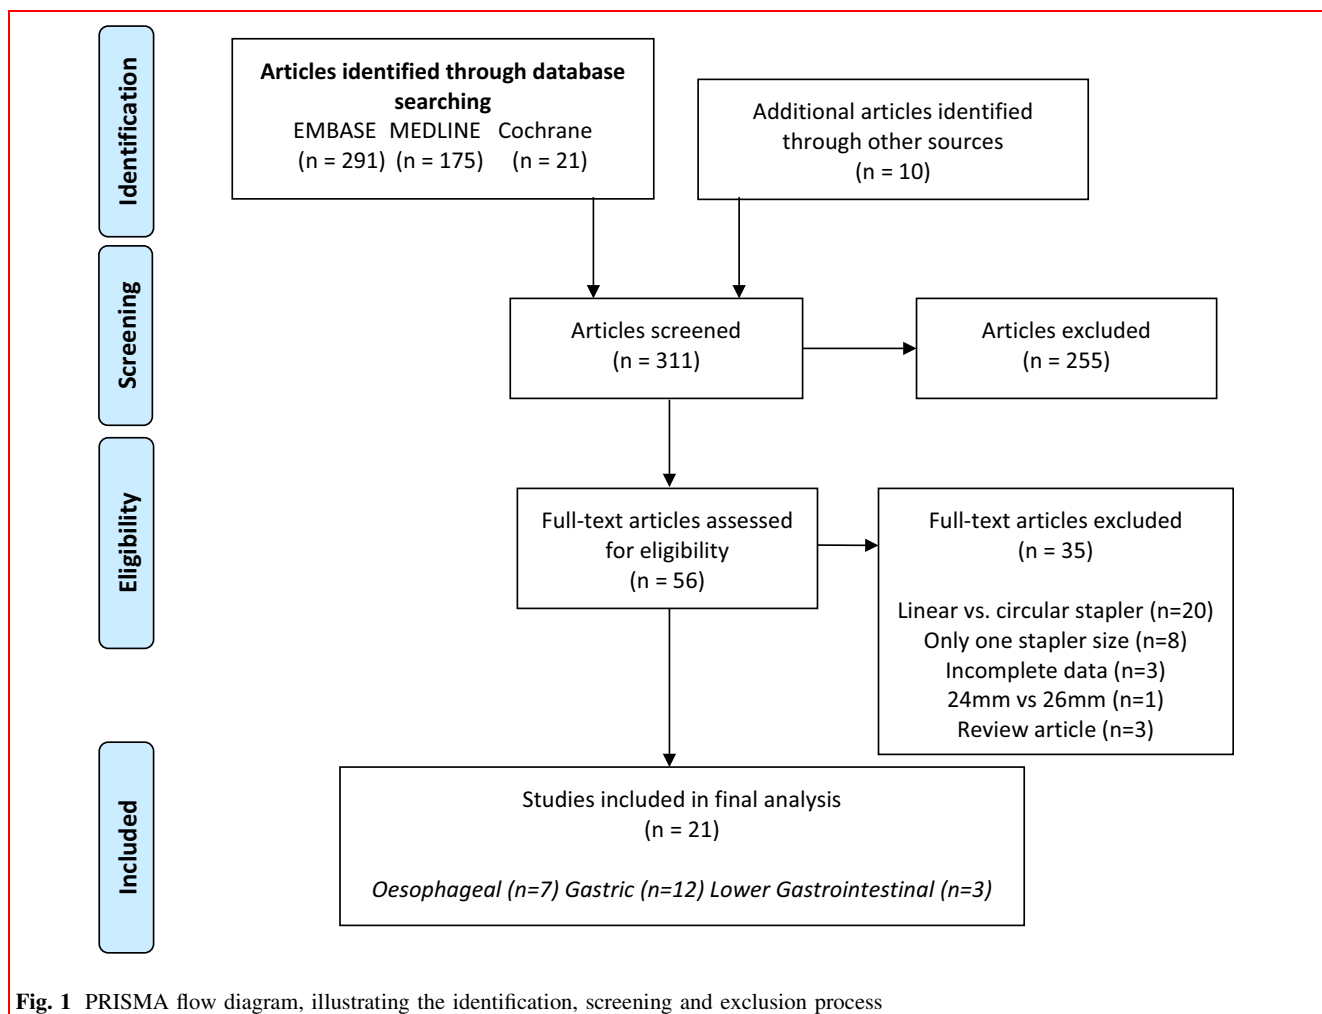 Identification
Articles identified through database
searching
EMBASE MEDLINE Cochrane
(n = 291) (n = 175) (n = 21)
Additional articles identified
through other sources
(n = 10)
Screening
Articles screened
(n = 311)
Articles excluded
(n = 255)
Eligibility
Full-text articles assessed
for eligibility
(n = 56)
Full-text articles excluded
(n = 35)
Linear vs. circular stapler (n=20)
Only one stapler size (n=8)
Incomplete data (n=3)
24mm vs 26mm (n=1)
Review article (n=3)
Included
Studies included in final analysis
(n = 21)
Oesophageal (n=7) Gastric (n=12) Lower Gastrointestinal (n=3)
Fig. 1 PRISMA flow diagram, illustrating the identification, screening and exclusion process